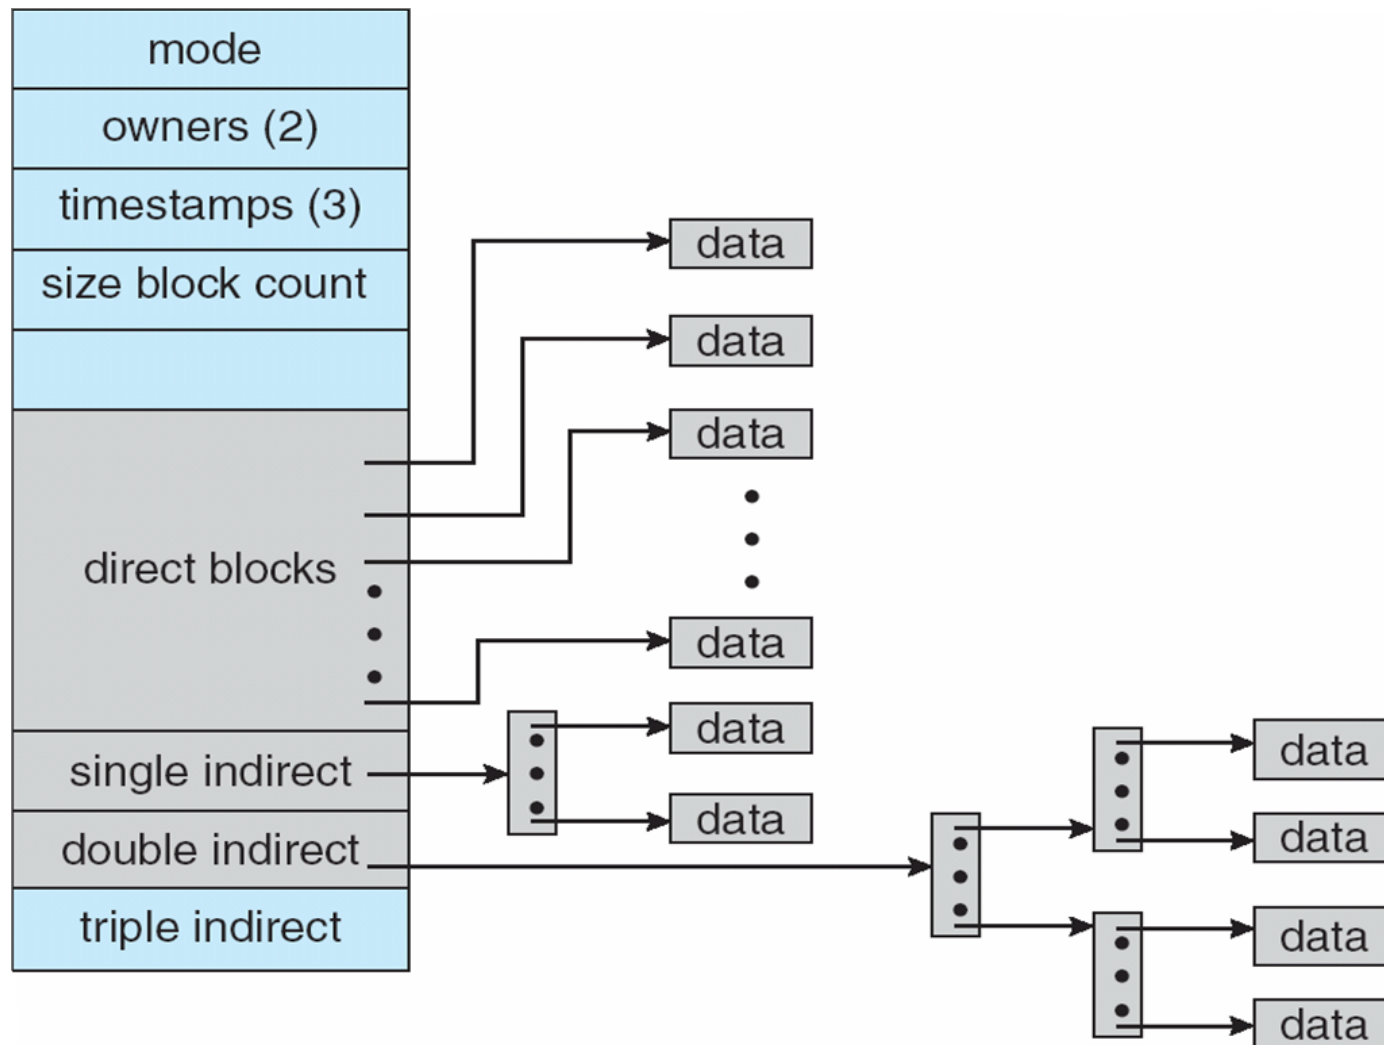 mode
owners (2)
timestamps (3)
size block count
direct blocks
single indirect
double indirect
triple indirect
data
data
data
data
data
data
data
data
data
data